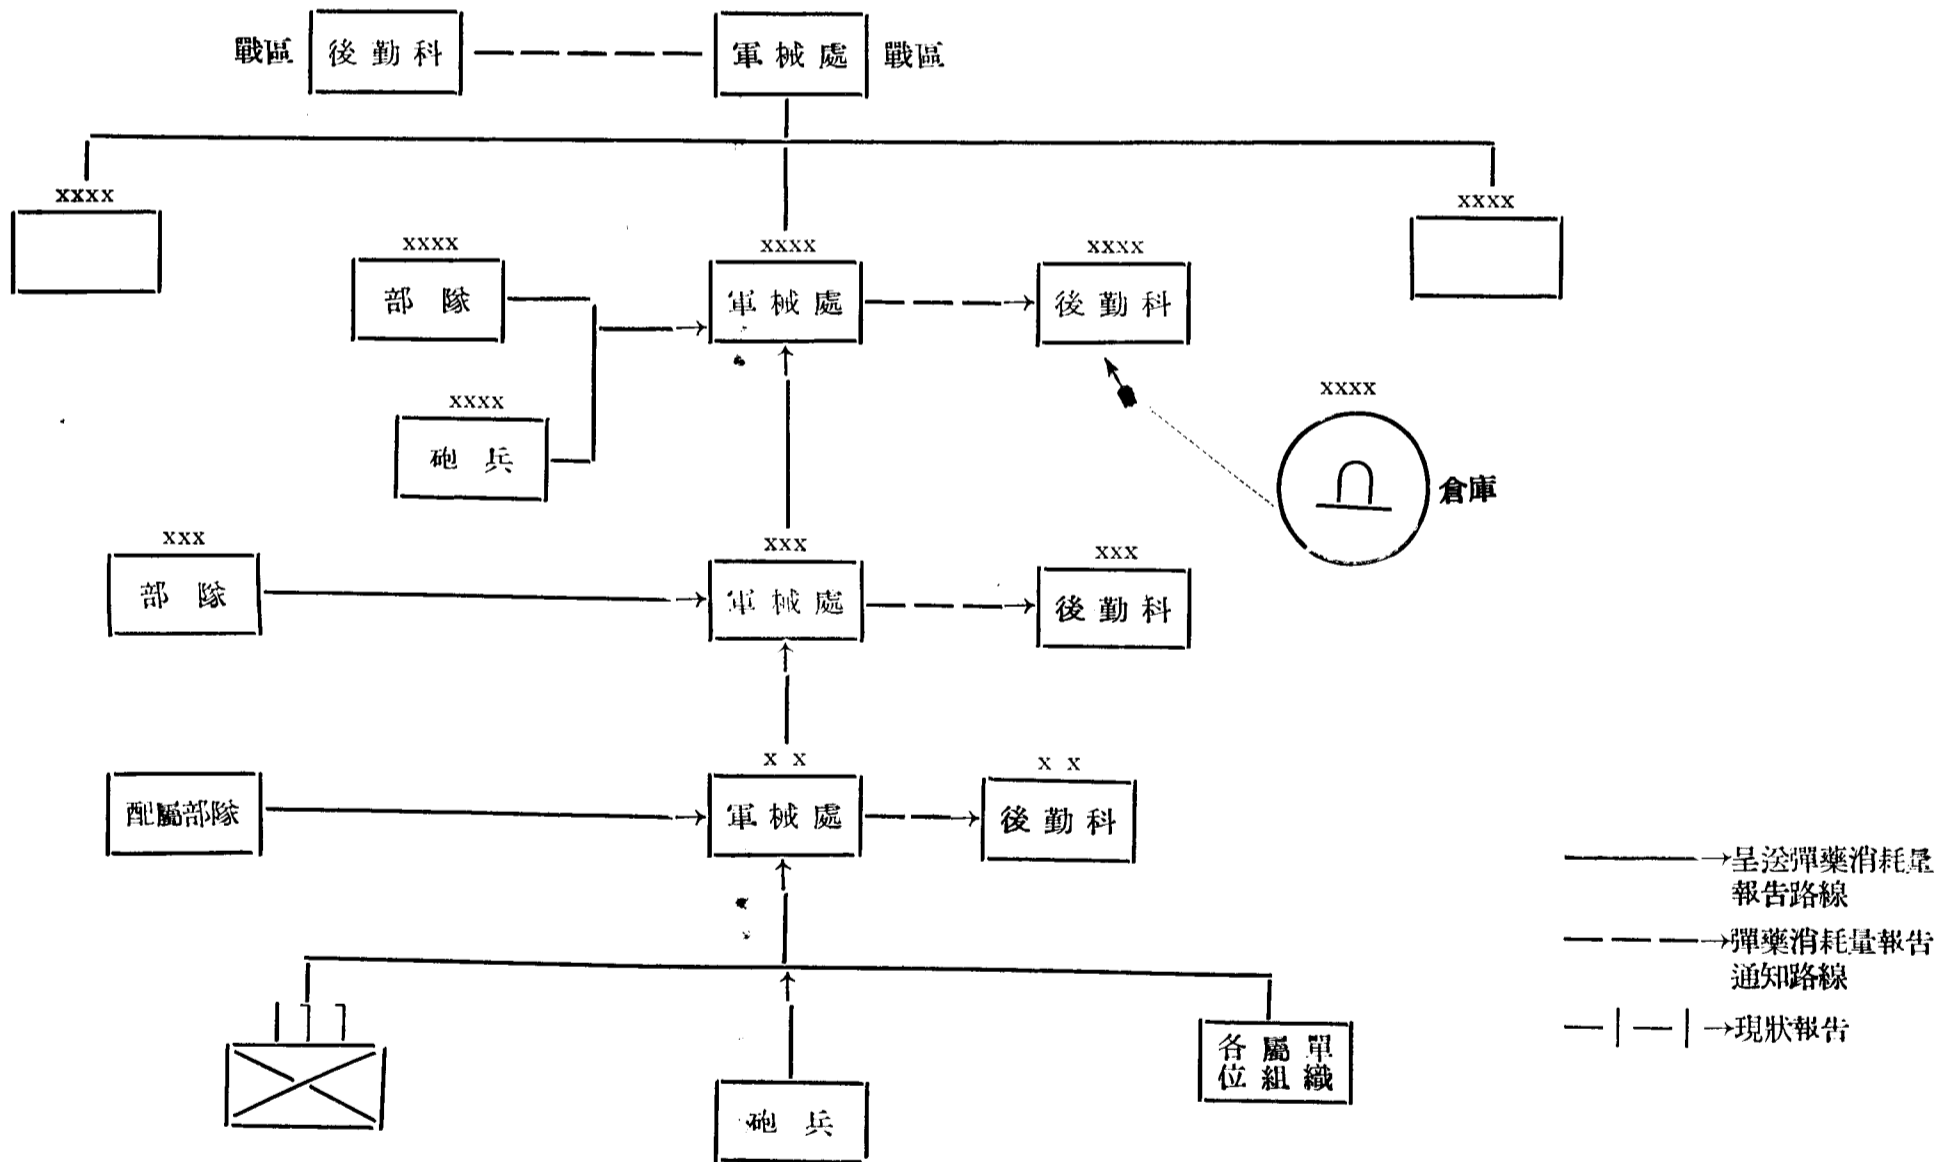 戰區 後勤科 軍械處 戰區
xxxx
xxxx
xxxx
部隊
xxxx
軍械處
xxxx
後勤科
xxxx
砲兵
xxxx
倉庫
xxx
部隊
xxx
軍械處
xxx
後勤科
配屬部隊
x x
軍械處
x x
後勤科
砲兵
各屬單
位組織
呈送彈藥消耗量
報告路線
彈藥消耗量報告
通知路線
現狀報告